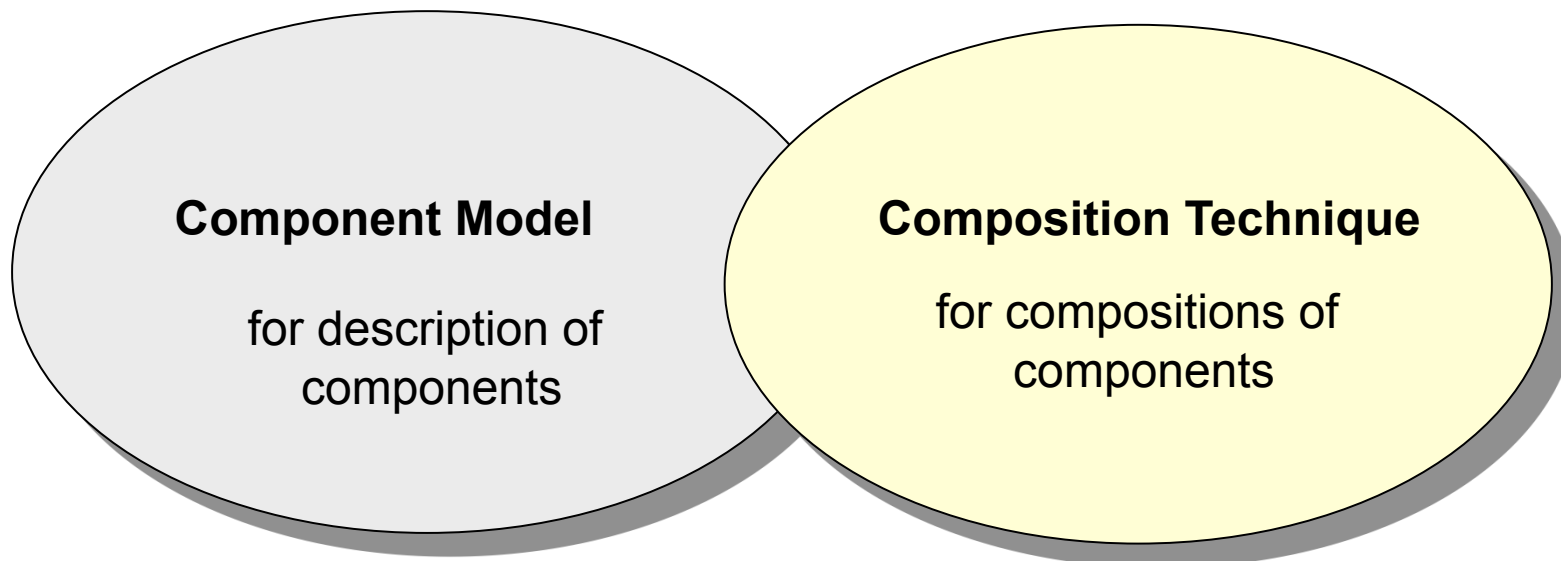 Component Model
for description of
components
Composition Technique
for compositions of
components